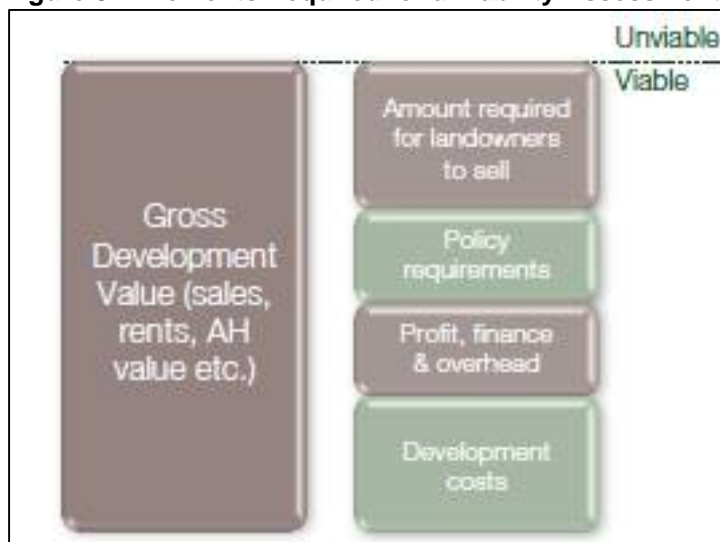 Unviable
Viable
Gross
Development
Value (sales,
rents, AH
value etc.)
Amount required
for landowners
to sell
Policy
requirements
Profit, finance
& overhead
Development
costs